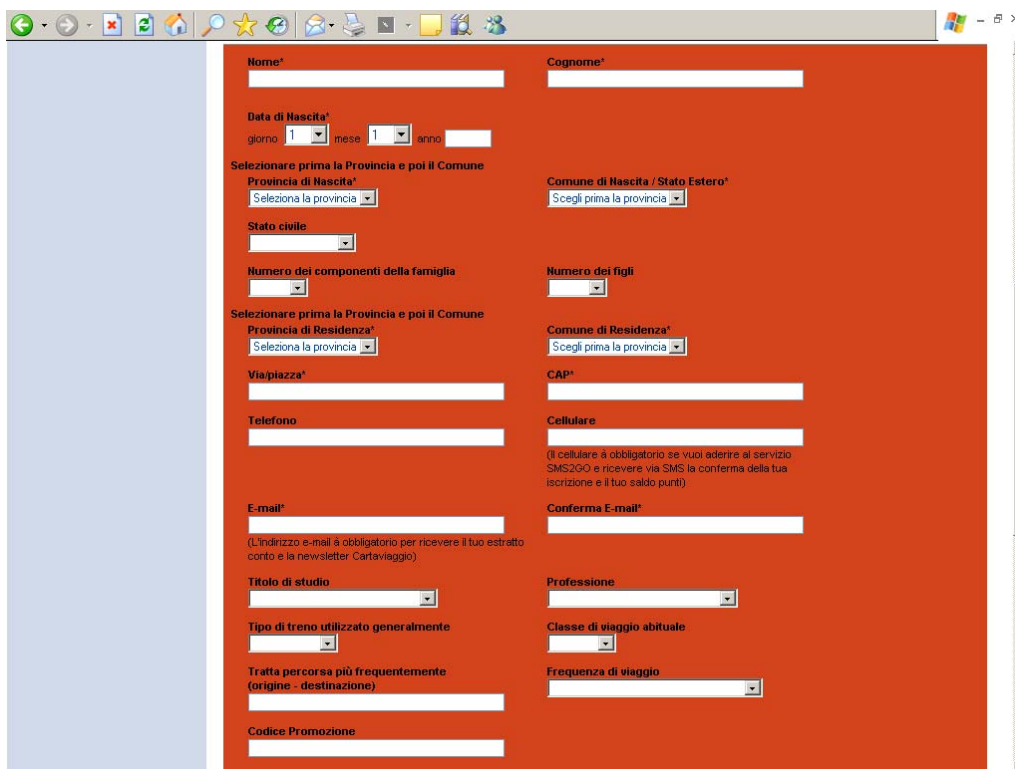 Nome* Cognome*
Data di Nascita*
giorno 1 mese 1 anno
Selezionare prima la Provincia e poi il Comune
Provincia di Nascita* Comune di Nascita / Stato Estero*
Seleziona la provincia Scegli prima la provincia
Stato civile
Numero dei componenti della famiglia Numero dei figli
Selezionare prima la Provincia e poi il Comune
Provincia di Residenza* Comune di Residenza*
Seleziona la provincia Scegli prima la provincia
Via/piazza* CAP*
Telefono Cellulare
(Il cellulare à obbligatorio se vuoi aderire al servizio
SMS2GO e ricevere via SMS la conferma della tua
iscrizione e il tuo saldo punti)
E-mail* Conferma E-mail*
(L'indirizzo e-mail à obbligatorio per ricevere il tuo estratto
conto e la newsletter Cartaviaggio)
Titolo di studio Professione
Tipo di treno utilizzato generalmente Classe di viaggio abituale
Tratta percorsa più frequentemente Frequenza di viaggio
(origine - destinazione)
Codice Promozione